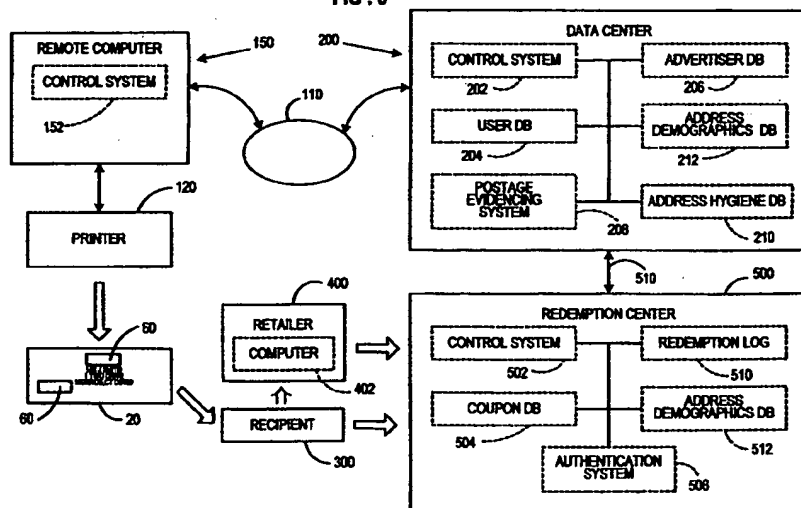 REMOTE COMPUTER
CONTROL SYSTEM
152
150
200
110
DATA CENTER
CONTROL SYSTEM
202
ADVERTISER DB
206
USER DB
204
ADDRESS
DEMOGRAPHICS DB
212
POSTAGE
EVIDENCING
SYSTEM
208
ADDRESS HYGIENE DB
210
PRINTER
120
510
500
400
RETAILER
COMPUTER
402
60
60
20
RECIPIENT
300
REDEMPTION CENTER
CONTROL SYSTEM
502
REDEMPTION LOG
510
COUPON DB
504
ADDRESS
DEMOGRAPHICS DB
512
AUTHENTICATION
SYSTEM
506